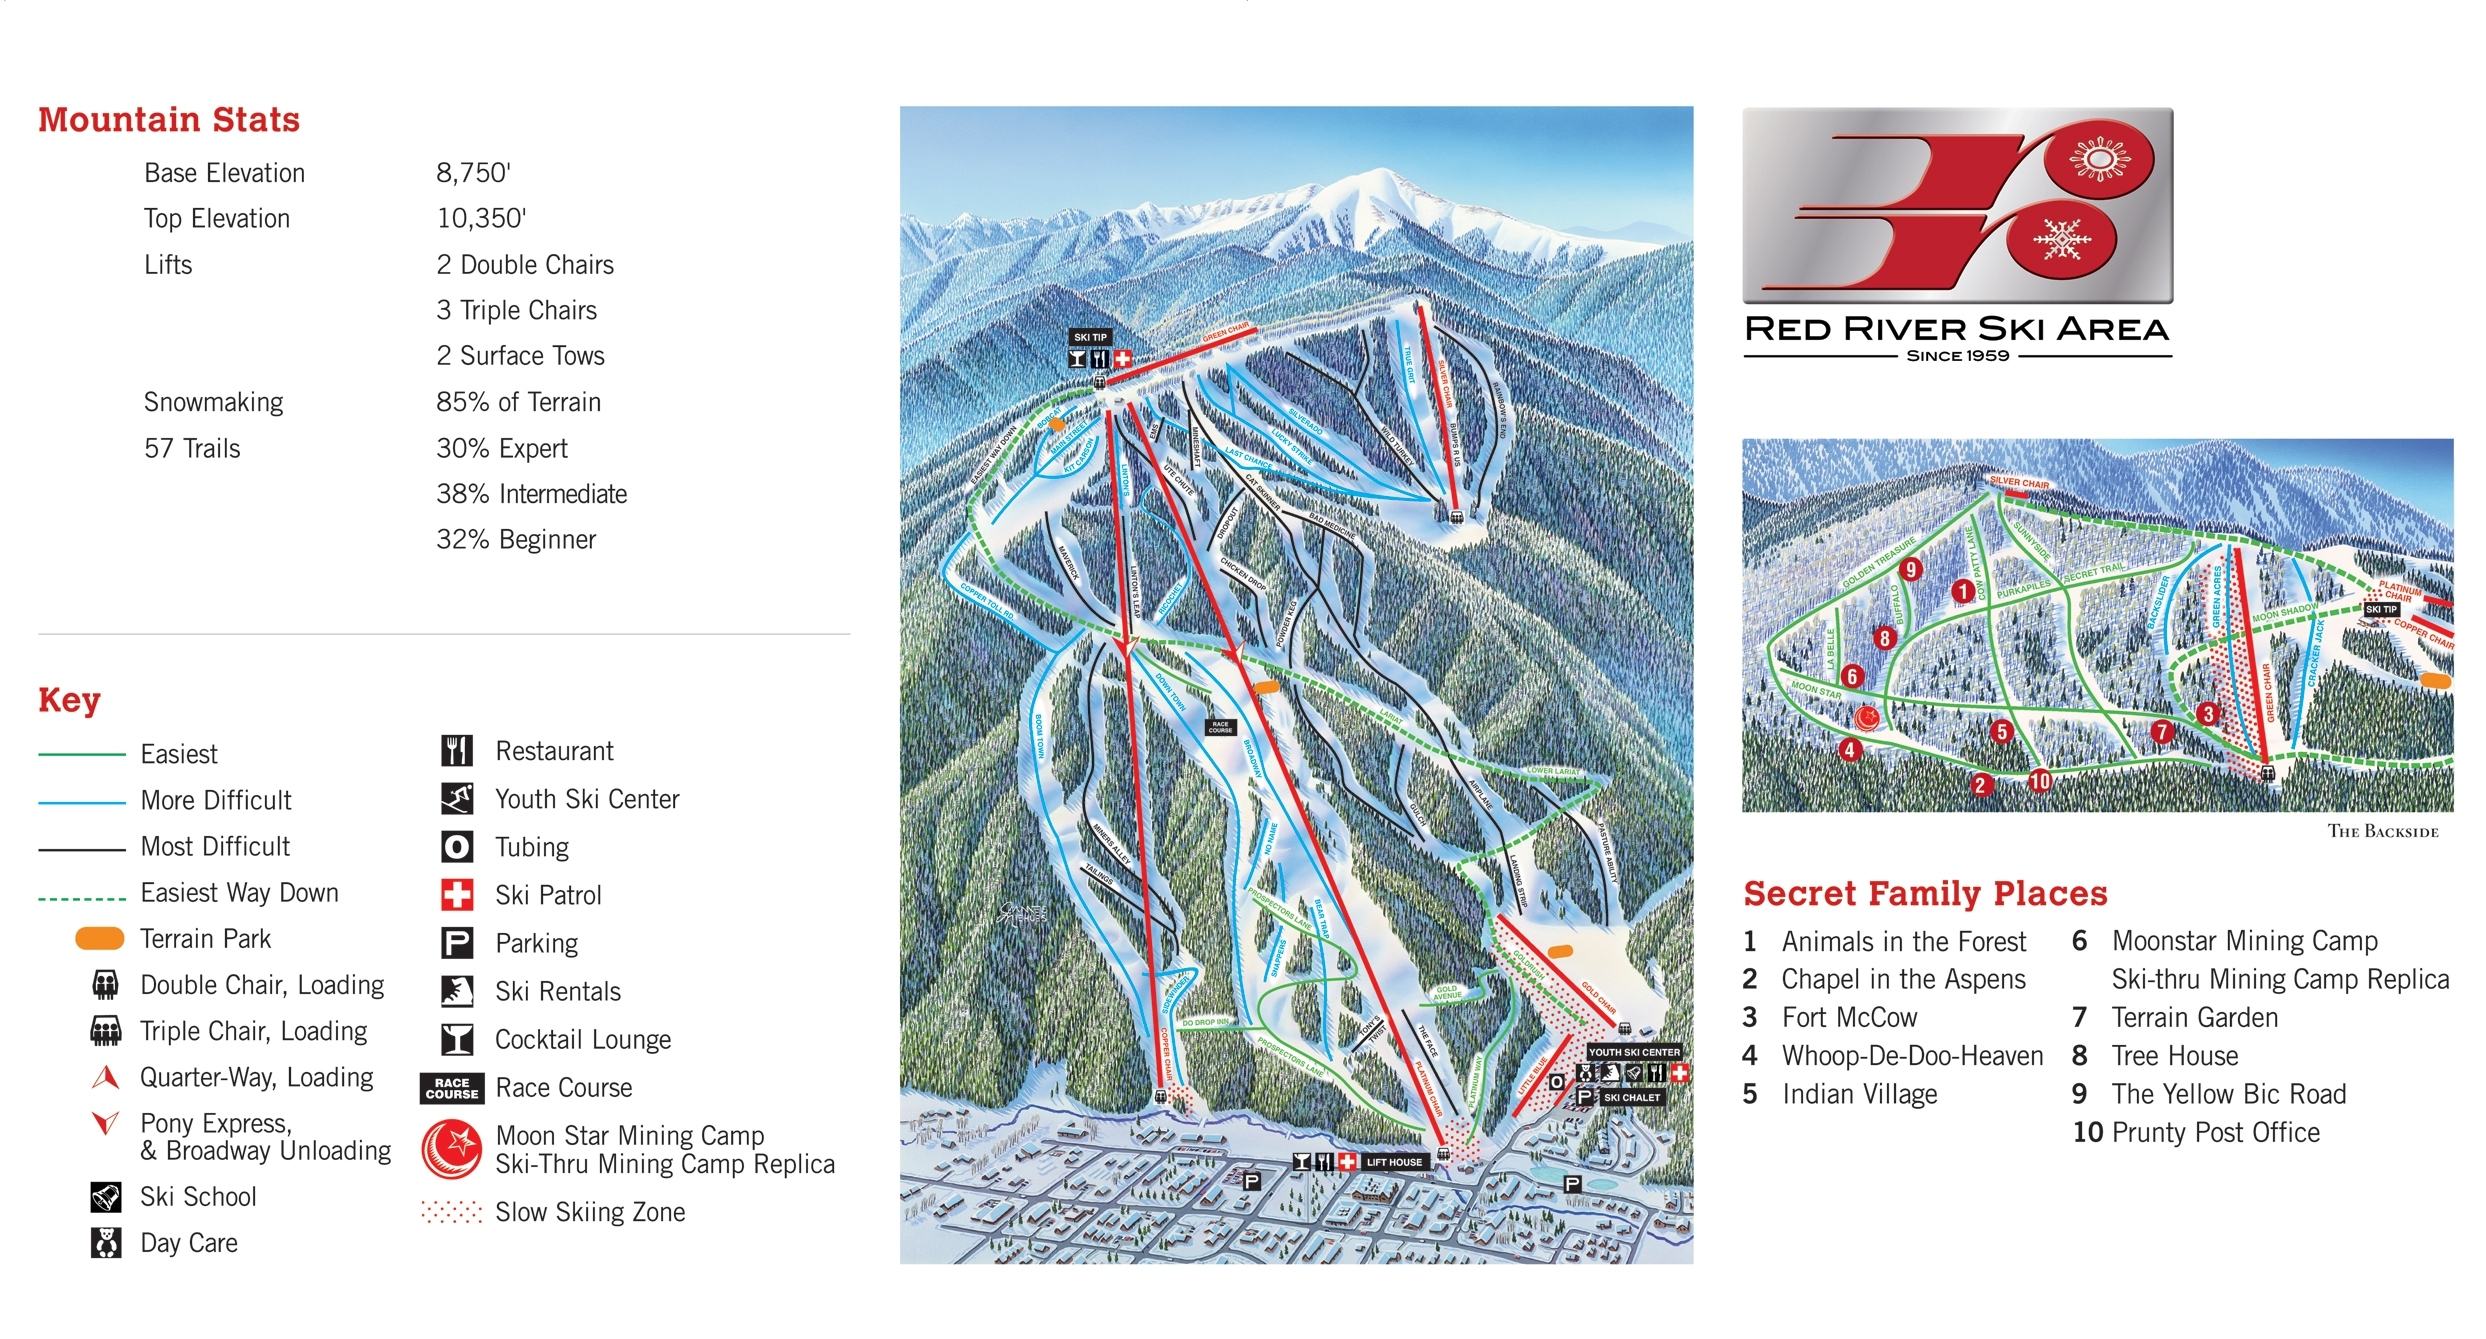 Mountain Stats
Base Elevation 8,750'
Top Elevation 10,350'
Lifts 2 Double Chairs
3 Triple Chairs
2 Surface Tows
Snowmaking 85% of Terrain
57 Trails 30% Expert
38% Intermediate
32% Beginner
Key
Easiest
More Difficult
Most Difficult
Easiest Way Down
Terrain Park
Double Chair, Loading
Triple Chair, Loading
Quarter-Way, Loading
Pony Express,
& Broadway Unloading
Ski School
Day Care
Restaurant
Youth Ski Center
O
Tubing
Ski Patrol
P
Parking
Ski Rentals
Cocktail Lounge
RACE
COURSE
Race Course
Moon Star Mining Camp
Ski-Thru Mining Camp Replica
Slow Skiing Zone
SKI TIP
GREEN CHAIR
EASIEST WAY DOWN
BOBCAT
MAIN STREET
KIT CARSON
LINTON'S
EMS
MINESHAFT
UTE CHUTE
LAST CHANCE
LUCKY STRIKE
SILVERADO
WILD TURKEY
TRUE GRIT
SILVER CHAIR
BUMPS R US
RAINBOW'S END
CAT SKINNER
BAD MEDICINE
DROPOUT
CHICKEN DROP
POWDER KEG
MAVERICK
LINTON'S LEAP
RICOCHET
COPPER TOLL RD.
BOOM TOWN
DOWN TOWN
RACE
COURSE
BROADWAY
LARIAT
LOWER LARIAT
AIRPLANE
GULCH
PASTURE ABILITY
LANDING STRIP
MINERS ALLEY
TAILINGS
NO NAME
PROSPECTORS LANE
BEAR TRAP
SNAPPERS
SIDEWINDER
DO DROP INN
PROSPECTORS LANE
COPPER CHAIR
TONY'S
TWIST
THE FACE
PLATINUM CHAIR
PLATINUM WAY
GOLD
AVENUE
GOLDRUSH
GOLD CHAIR
LITTLE BLUE
YOUTH SKI CENTER
O
P
SKI CHALET
LIFT HOUSE
P
P
RED RIVER SKI AREA
SINCE 1959
SILVER CHAIR
GOLDEN TREASURE
COW PATTY LANE
SUNNYSIDE
BUFFALO
PURKAPILES
SECRET TRAIL
LA BELLE
MOON STAR
BACKSLIDER
GREEN ACRES
GREEN CHAIR
MOON SHADOW
CRACKER JACK
PLATINUM
CHAIR
SKI TIP
COPPER CHAIR
9
1
8
6
3
4
5
7
2
10
THE BACKSIDE
Secret Family Places
1 Animals in the Forest
2 Chapel in the Aspens
3 Fort McCow
4 Whoop-De-Doo-Heaven
5 Indian Village
6 Moonstar Mining Camp
Ski-thru Mining Camp Replica
7 Terrain Garden
8 Tree House
9 The Yellow Bic Road
10 Prunty Post Office